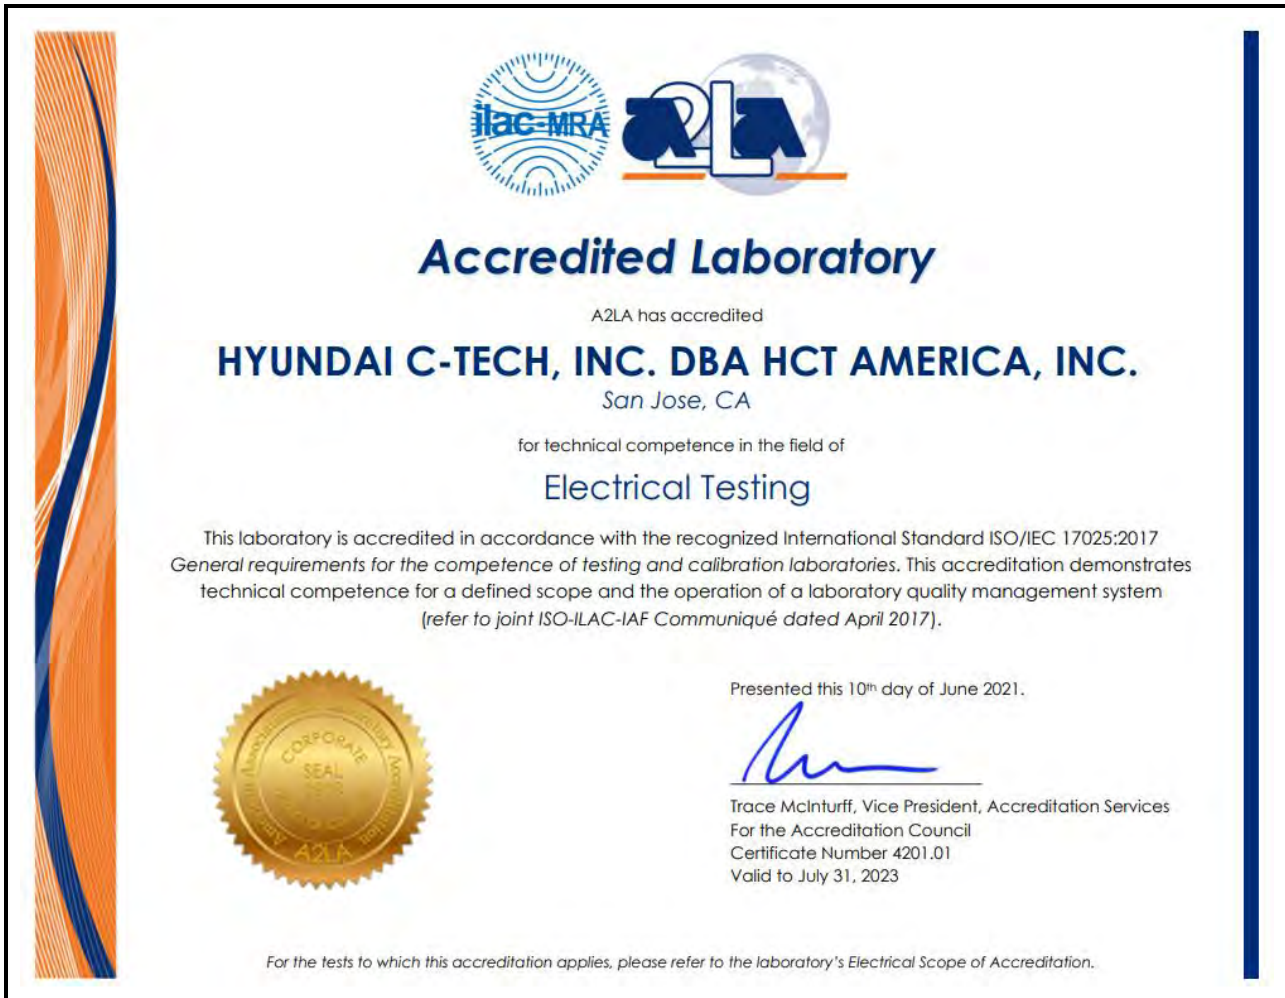 ilac-MRA
A2LA
Accredited Laboratory
A2LA has accredited
HYUNDAI C-TECH, INC. DBA HCT AMERICA, INC.
San Jose, CA
for technical competence in the field of
Electrical Testing
This laboratory is accredited in accordance with the recognized International Standard ISO/IEC 17025:2017
General requirements for the competence of testing and calibration laboratories. This accreditation demonstrates
technical competence for a defined scope and the operation of a laboratory quality management system
(refer to joint ISO-ILAC-IAF Communiqué dated April 2017).
CORPORATE
SEAL
A2LA
Presented this 10th day of June 2021.
Trace McInturff, Vice President, Accreditation Services
For the Accreditation Council
Certificate Number 4201.01
Valid to July 31, 2023
For the tests to which this accreditation applies, please refer to the laboratory's Electrical Scope of Accreditation.